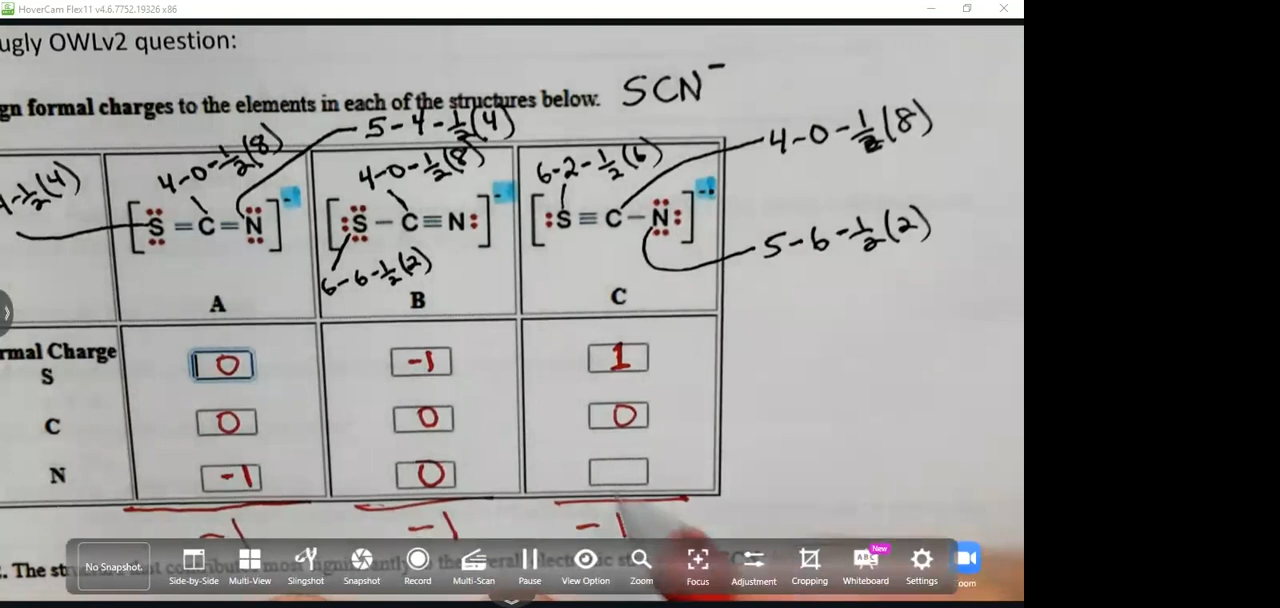 HoverCam Flex11 v4.6.7752.19326 x86
ugly OWLv2 question:
gn formal charges to the elements in each of the structures below. SCN⁻
5-4-½(4)
4-0-½(8) 4-0-½(8) 6-2-½(6) 4-0-½(8)
-½(4)
[S=C=N]⁻ [:S-C≡N:]⁻ [:S≡C-N:]⁻¹
6-6-½(2) 5-6-½(2)
A B C
rmal Charge
S 0 -1 1
C 0 0 0
N -1 0
-1 -1 -1
. The st
No Snapshot.
Side-by-Side Multi-View Slingshot Snapshot Record Multi-Scan Pause View Option Zoom Focus Adjustment Cropping Whiteboard Settings Zoom
New
ABC